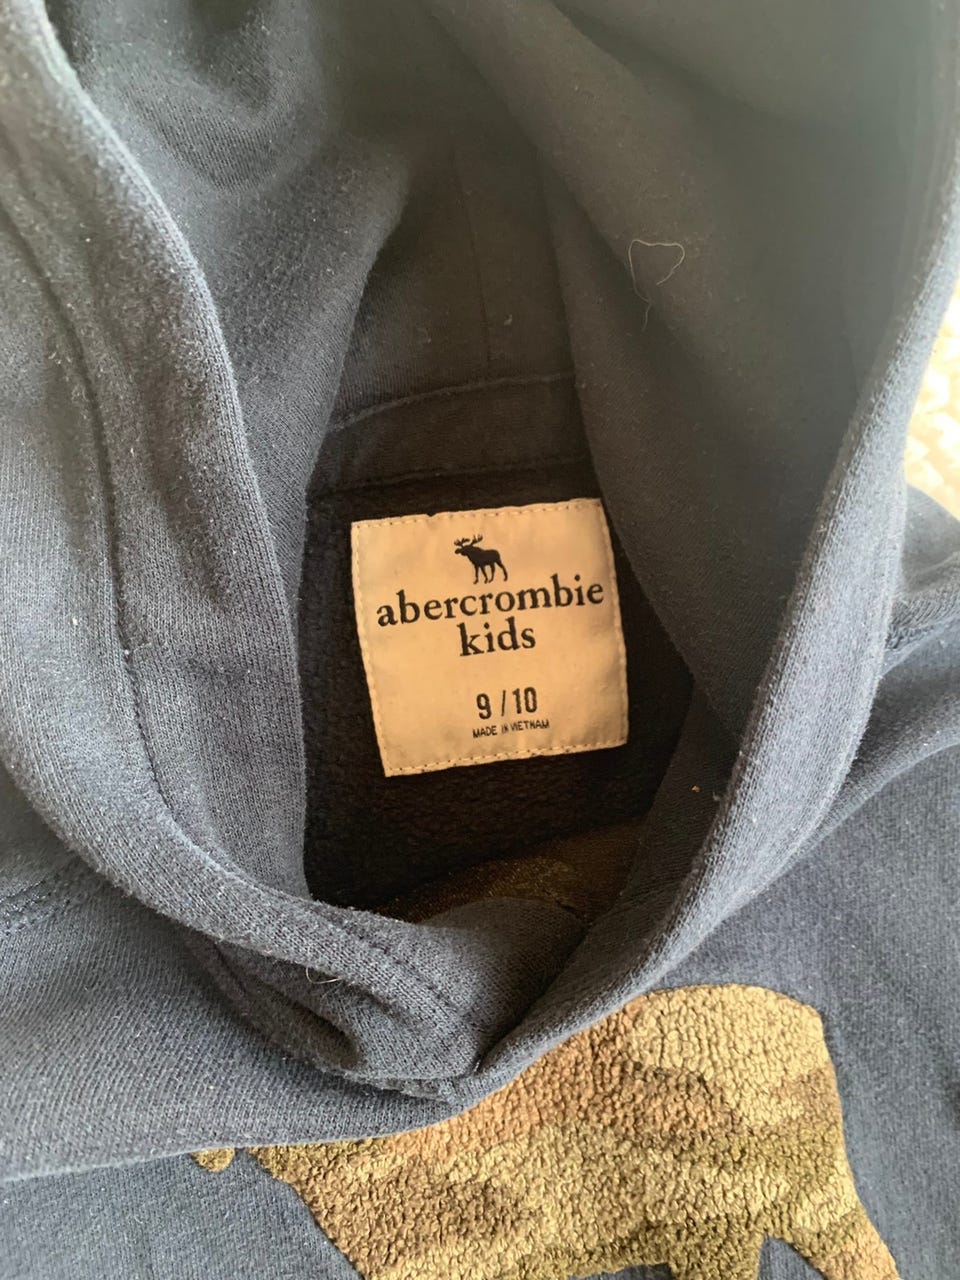 abercrombie
kids
9 / 10
MADE IN VIETNAM